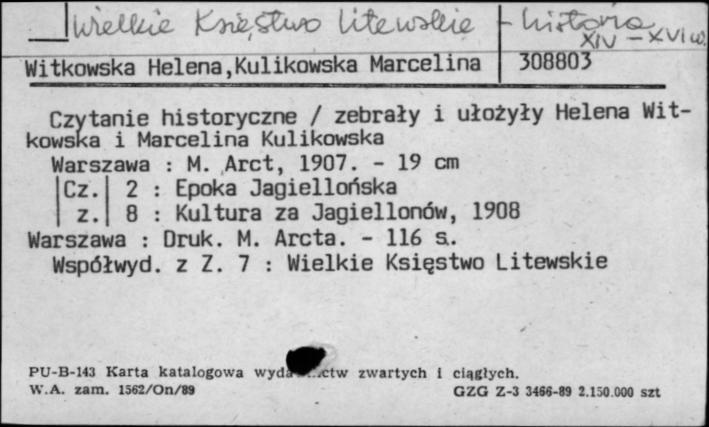 Wielkie Księstwo Litewskie - historia
XIV - XVI w.
Witkowska Helena,Kulikowska Marcelina 308803
Czytanie historyczne / zebrały i ułożyły Helena Wit-
kowska i Marcelina Kulikowska
Warszawa : M. Arct, 1907. - 19 cm
Cz. 2 : Epoka Jagiellońska
z. 8 : Kultura za Jagiellonów, 1908
Warszawa : Druk. M. Arcta. - 116 s.
Współwyd. z Z. 7 : Wielkie Księstwo Litewskie
PU-B-143 Karta katalogowa zwartych i ciągłych.
W.A. zam. 1562/On/89 GZG Z-3 3466-89 2.150.000 szt